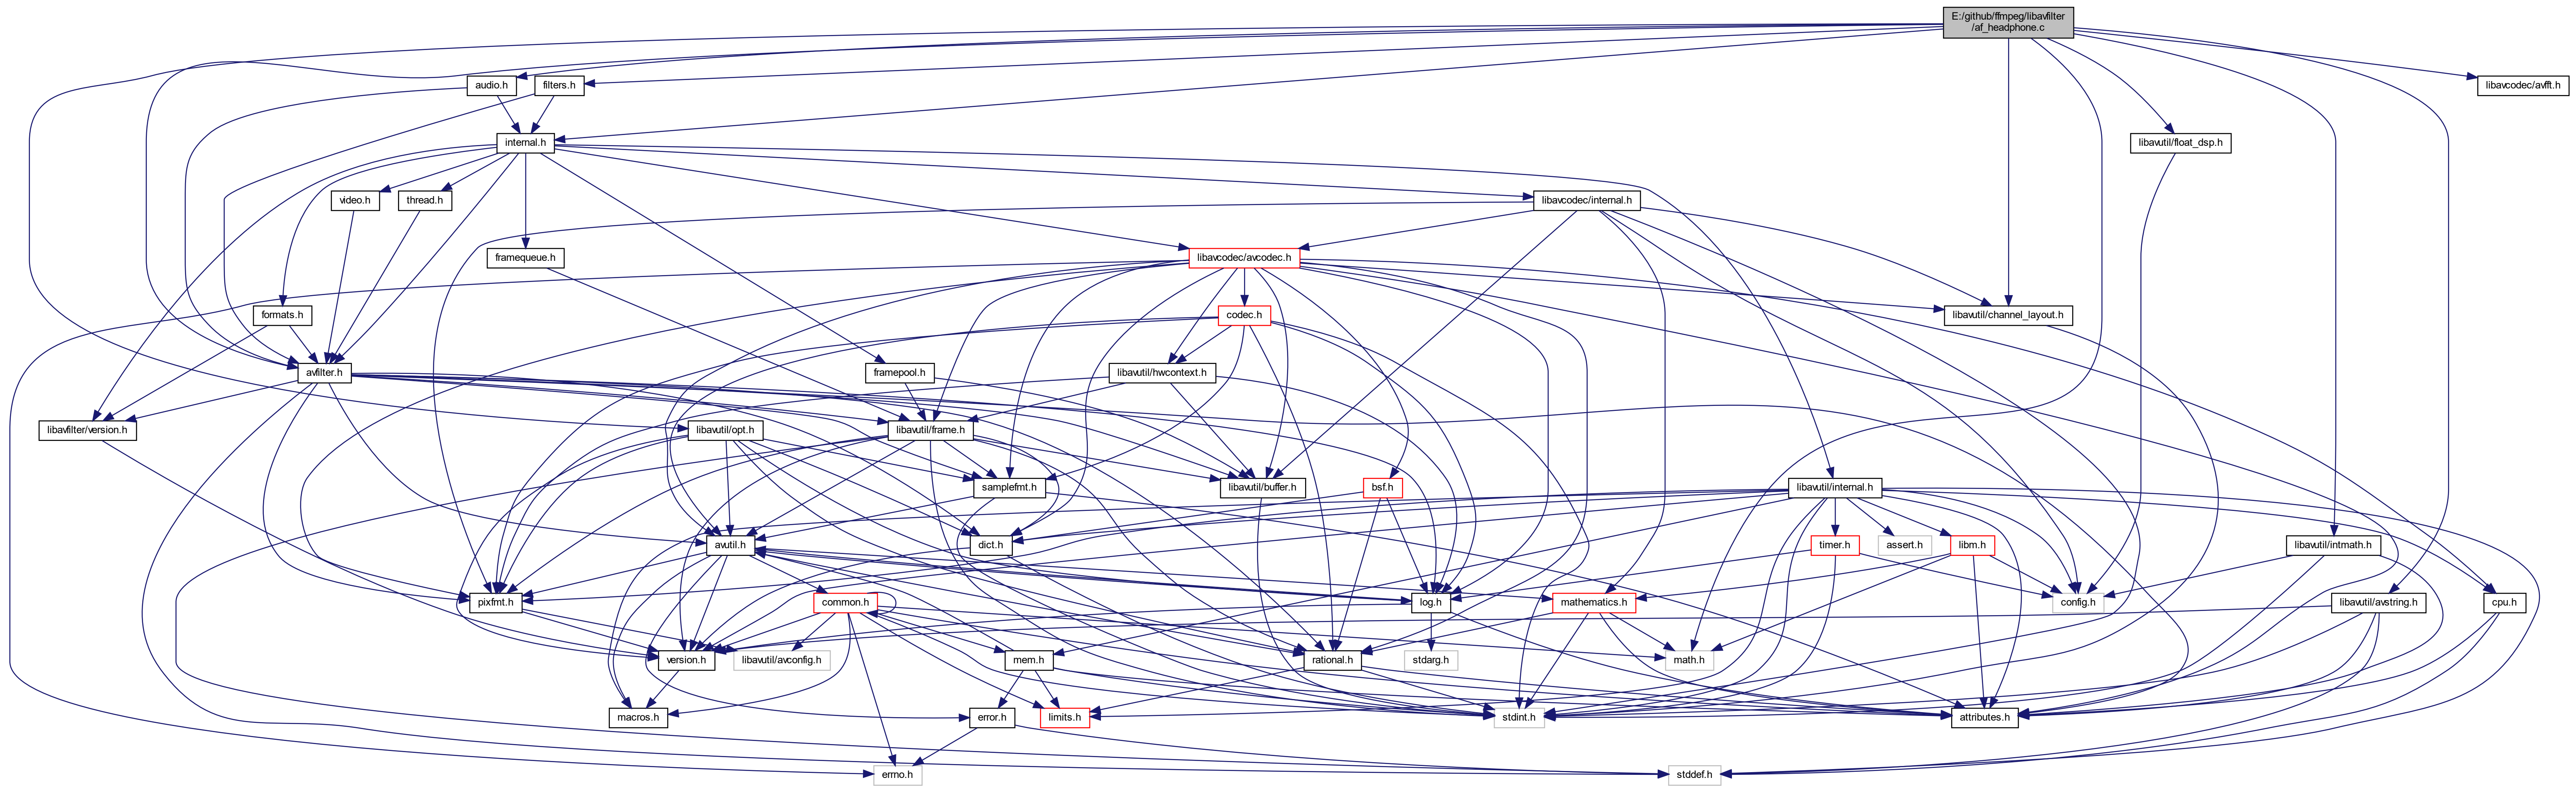 E:/github/ffmpeg/libavfilter
/af_headphone.c
audio.h
filters.h
libavcodec/avfft.h
internal.h
libavutil/float_dsp.h
video.h
thread.h
libavcodec/internal.h
framequeue.h
libavcodec/avcodec.h
formats.h
codec.h
libavutil/channel_layout.h
avfilter.h
framepool.h
libavutil/hwcontext.h
libavfilter/version.h
libavutil/opt.h
libavutil/frame.h
samplefmt.h
libavutil/buffer.h
bsf.h
libavutil/internal.h
avutil.h
dict.h
timer.h
assert.h
libm.h
libavutil/intmath.h
pixfmt.h
common.h
log.h
mathematics.h
config.h
libavutil/avstring.h
cpu.h
version.h
libavutil/avconfig.h
mem.h
rational.h
stdarg.h
math.h
macros.h
error.h
limits.h
stdint.h
attributes.h
errno.h
stddef.h